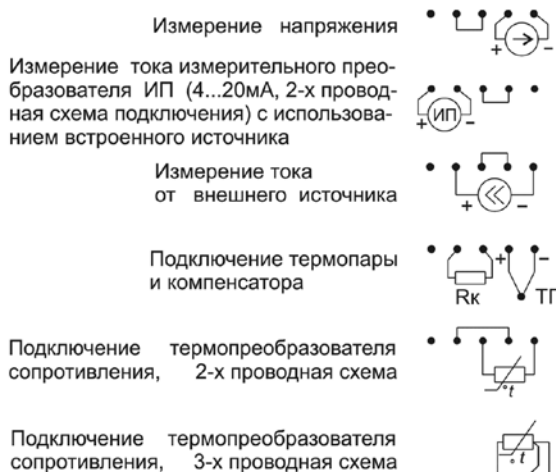 Измерение напряжения
+ −
Измерение тока измерительного прео-
бразователя ИП (4...20мА, 2-х провод-
ная схема подключения) с использова-
нием встроенного источника
+ ИП −
Измерение тока
от внешнего источника
+ −
Подключение термопары
и компенсатора
+ −
Rк
Подключение термопреобразователя
сопротивления, 2-х проводная схема
°t
Подключение термопреобразователя
сопротивления, 3-х проводная схема
°t